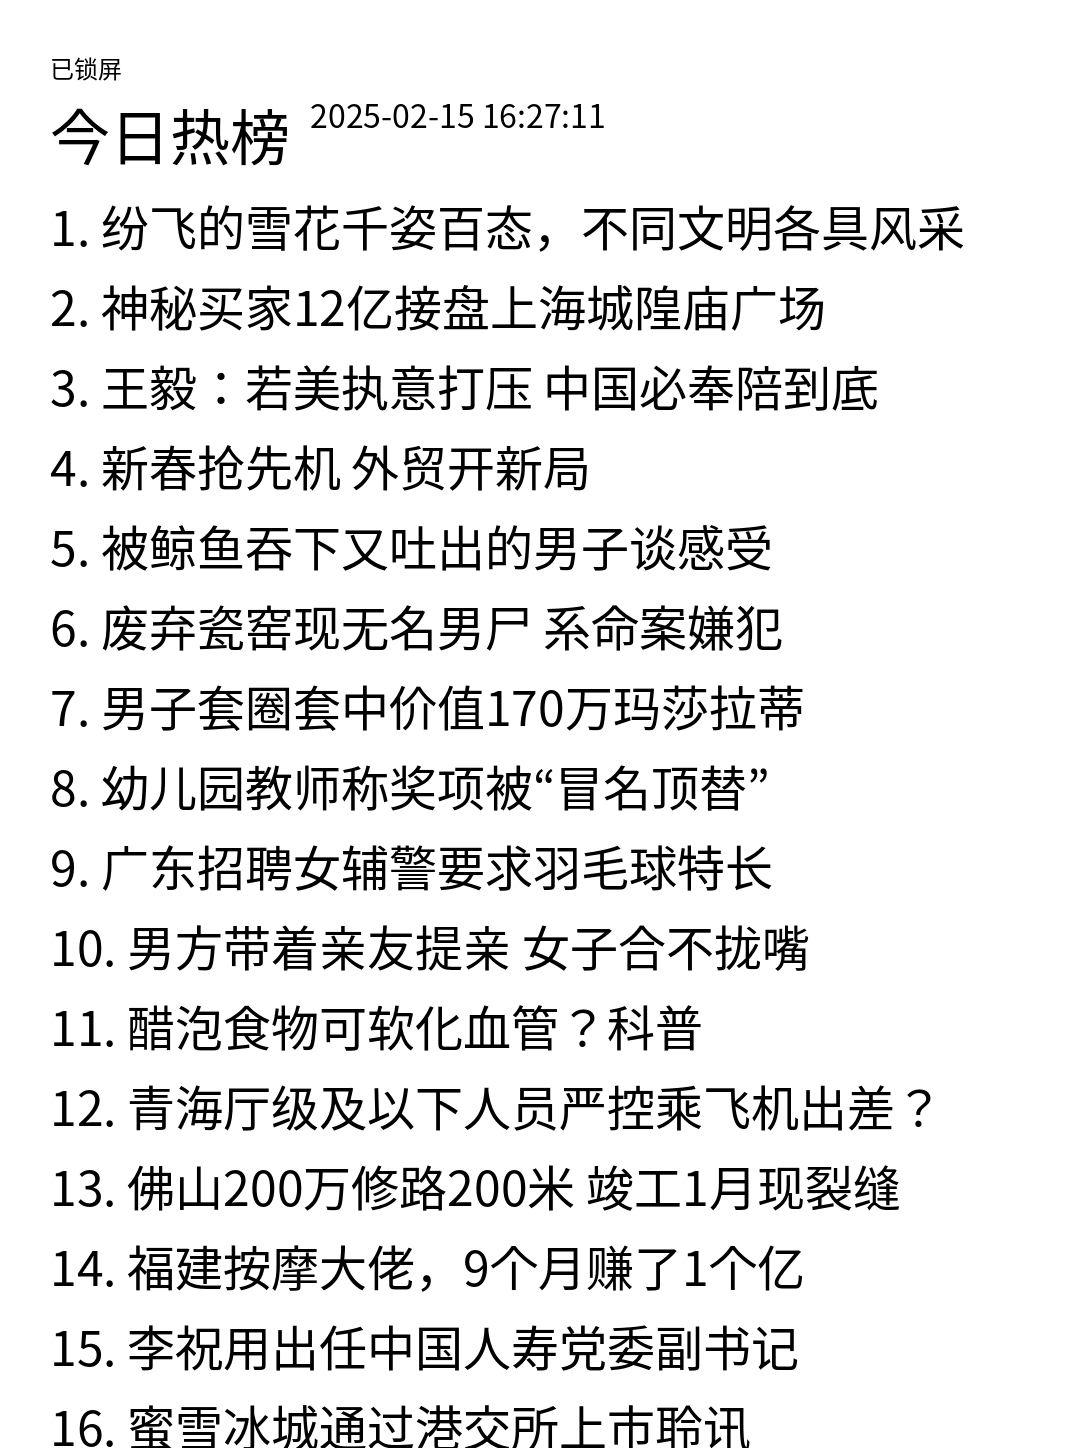 已锁屏
今日热榜 2025-02-15 16:27:11
1. 纷飞的雪花千姿百态，不同文明各具风采
2. 神秘买家12亿接盘上海城隍庙广场
3. 王毅：若美执意打压 中国必奉陪到底
4. 新春抢先机 外贸开新局
5. 被鲸鱼吞下又吐出的男子谈感受
6. 废弃瓷窑现无名男尸 系命案嫌犯
7. 男子套圈套中价值170万玛莎拉蒂
8. 幼儿园教师称奖项被“冒名顶替”
9. 广东招聘女辅警要求羽毛球特长
10. 男方带着亲友提亲 女子合不拢嘴
11. 醋泡食物可软化血管？科普
12. 青海厅级及以下人员严控乘飞机出差？
13. 佛山200万修路200米 竣工1月现裂缝
14. 福建按摩大佬，9个月赚了1个亿
15. 李祝用出任中国人寿党委副书记
16. 蜜雪冰城通过港交所上市聆讯